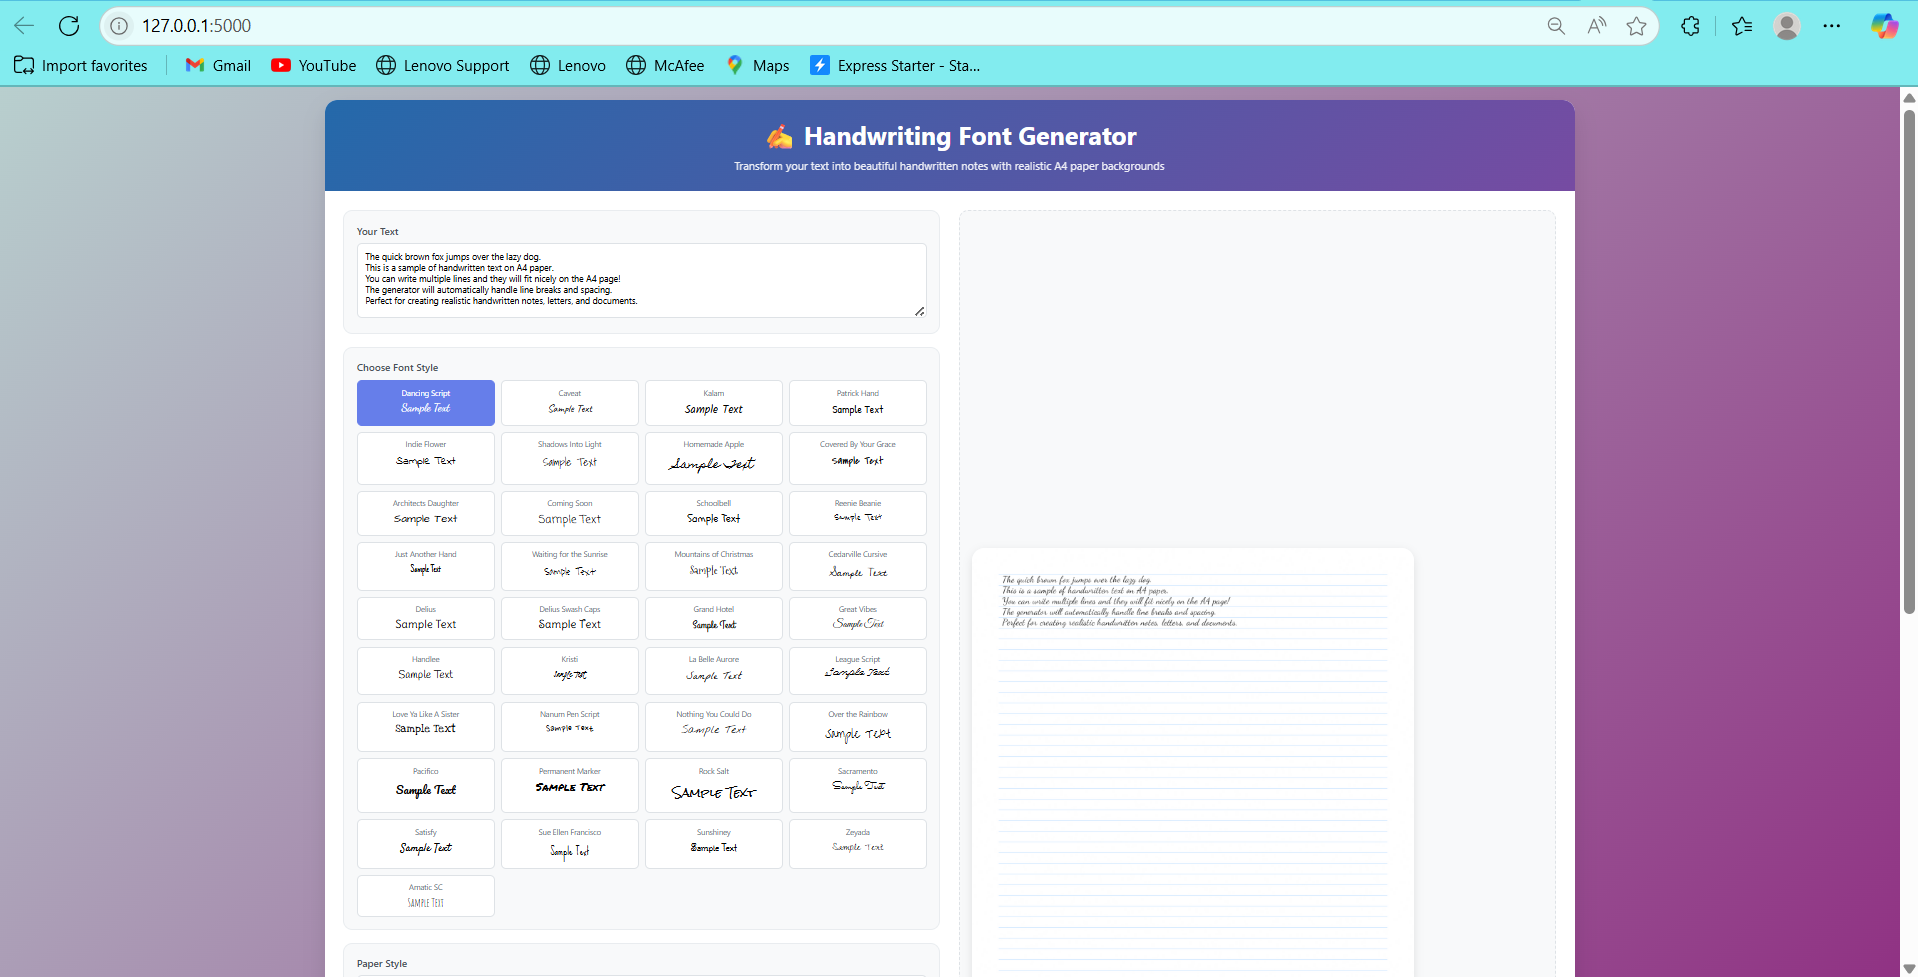 127.0.0.1:5000
Import favorites
Gmail
YouTube
Lenovo Support
Lenovo
McAfee
Maps
Express Starter - Sta...
✍ Handwriting Font Generator
Transform your text into beautiful handwritten notes with realistic A4 paper backgrounds
Your Text
The quick brown fox jumps over the lazy dog.
This is a sample of handwritten text on A4 paper.
You can write multiple lines and they will fit nicely on the A4 page!
The generator will automatically handle line breaks and spacing.
Perfect for creating realistic handwritten notes, letters, and documents.
Choose Font Style
Dancing Script
Sample Text
Caveat
Sample Text
Kalam
Sample Text
Patrick Hand
Sample Text
Indie Flower
Sample Text
Shadows Into Light
Sample Text
Homemade Apple
Sample Text
Covered By Your Grace
Sample Text
Architects Daughter
Sample Text
Coming Soon
Sample Text
Schoolbell
Sample Text
Reenie Beanie
Sample Text
Just Another Hand
Sample Text
Waiting for the Sunrise
Sample Text
Mountains of Christmas
Sample Text
Cedarville Cursive
Sample Text
Delius
Sample Text
Delius Swash Caps
Sample Text
Grand Hotel
Sample Text
Great Vibes
Sample Text
Handlee
Sample Text
Kristi
Sample Text
La Belle Aurore
Sample Text
League Script
Sample Text
Love Ya Like A Sister
Sample Text
Nanum Pen Script
Sample Text
Nothing You Could Do
Sample Text
Over the Rainbow
Sample Text
Pacifico
Sample Text
Permanent Marker
Sample Text
Rock Salt
Sample Text
Sacramento
Sample Text
Satisfy
Sample Text
Sue Ellen Francisco
Sample Text
Sunshiney
Sample Text
Zeyada
Sample Text
Amatic SC
Sample Text
Paper Style
The quick brown fox jumps over the lazy dog.
This is a sample of handwritten text on A4 paper.
You can write multiple lines and they will fit nicely on the A4 page!
The generator will automatically handle line breaks and spacing.
Perfect for creating realistic handwritten notes, letters, and documents.